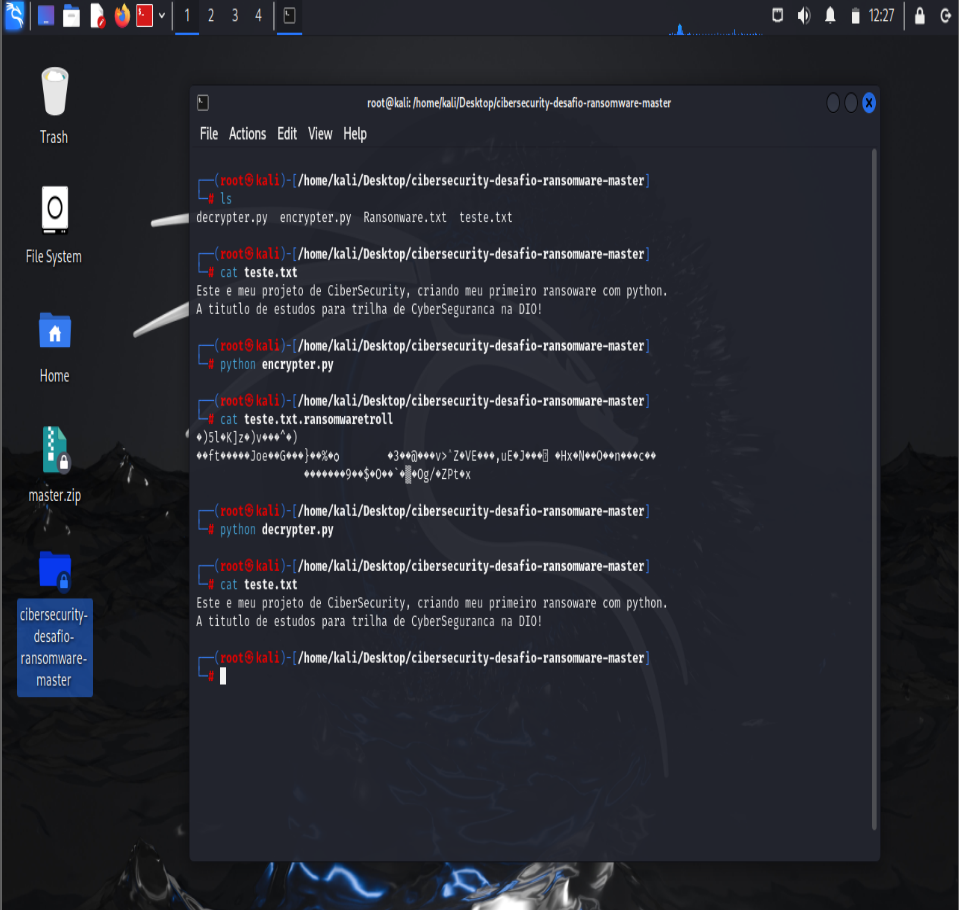 1 2 3 4
12:27
Trash
File System
Home
master.zip
cibersecurity-
desafio-
ransomware-
master
root@kali: /home/kali/Desktop/cibersecurity-desafio-ransomware-master
File Actions Edit View Help
┌──(root㉿kali)-[/home/kali/Desktop/cibersecurity-desafio-ransomware-master]
└─# ls
decrypter.py encrypter.py Ransonware.txt teste.txt
┌──(root㉿kali)-[/home/kali/Desktop/cibersecurity-desafio-ransomware-master]
└─# cat teste.txt
Este e meu projeto de CiberSecurity, criando meu primeiro ransoware com python.
A titutlo de estudos para trilha de CyberSeguranca na DIO!
┌──(root㉿kali)-[/home/kali/Desktop/cibersecurity-desafio-ransomware-master]
└─# python encrypter.py
┌──(root㉿kali)-[/home/kali/Desktop/cibersecurity-desafio-ransomware-master]
└─# cat teste.txt.ransomwaretroll
�)5l�K]z�)v���^�)
��ft�����Joe��G���}��%�o �3��@���v>`Z�VE���,uE�J��� �Hx�N��O��n���c��
�������9��$�O��`� �Og/�ZPt�x
┌──(root㉿kali)-[/home/kali/Desktop/cibersecurity-desafio-ransomware-master]
└─# python decrypter.py
┌──(root㉿kali)-[/home/kali/Desktop/cibersecurity-desafio-ransomware-master]
└─# cat teste.txt
Este e meu projeto de CiberSecurity, criando meu primeiro ransoware com python.
A titutlo de estudos para trilha de CyberSeguranca na DIO!
┌──(root㉿kali)-[/home/kali/Desktop/cibersecurity-desafio-ransomware-master]
└─#